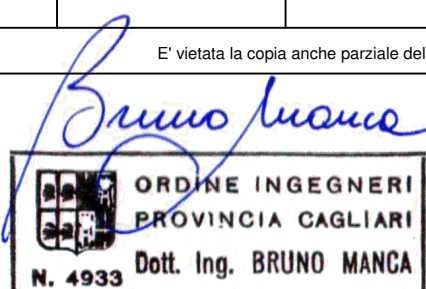 E' vietata la copia anche parziale del
Bruno Manca
ORDINE INGEGNERI
PROVINCIA CAGLIARI
Dott. Ing. BRUNO MANCA
N. 4933